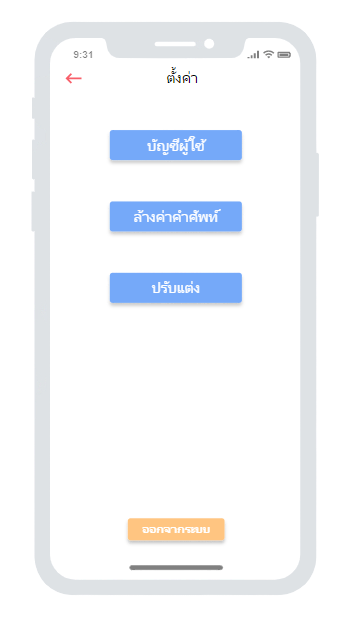 9:31
ตั้งค่า
บัญชีผู้ใช้
ล้างค่าคำศัพท์
ปรับแต่ง
ออกจากระบบ